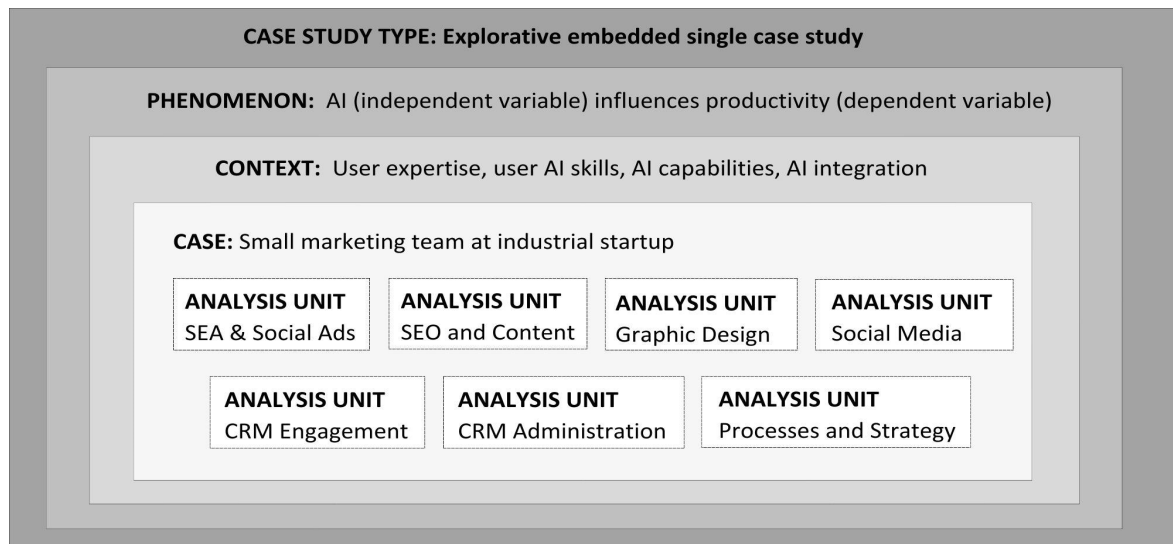 CASE STUDY TYPE: Explorative embedded single case study
PHENOMENON: AI (independent variable) influences productivity (dependent variable)
CONTEXT: User expertise, user AI skills, AI capabilities, AI integration
CASE: Small marketing team at industrial startup
ANALYSIS UNIT
SEA & Social Ads
ANALYSIS UNIT
SEO and Content
ANALYSIS UNIT
Graphic Design
ANALYSIS UNIT
Social Media
ANALYSIS UNIT
CRM Engagement
ANALYSIS UNIT
CRM Administration
ANALYSIS UNIT
Processes and Strategy